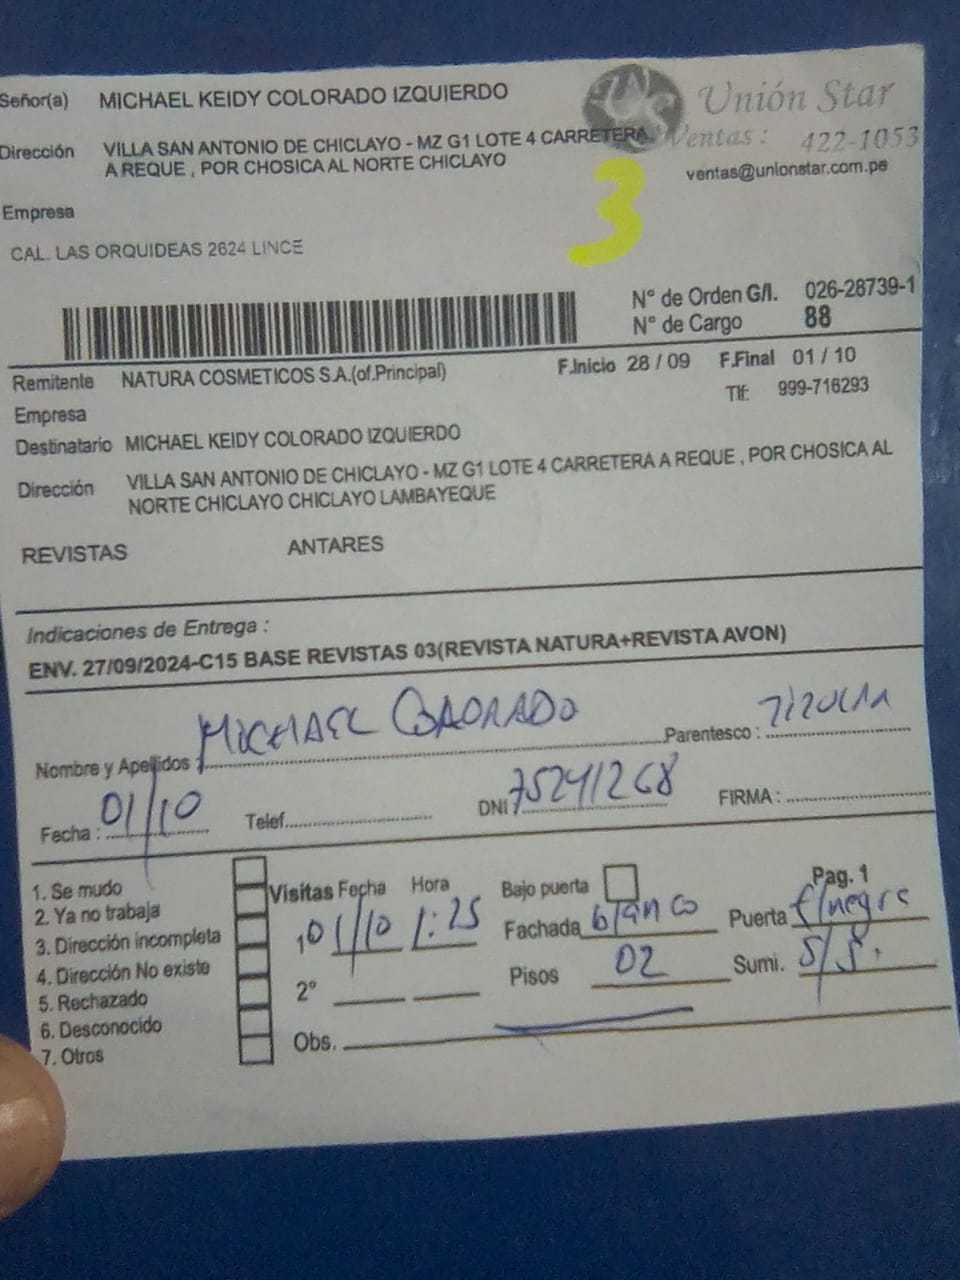 Señor(a) MICHAEL KEIDY COLORADO IZQUIERDO
Unión Star
Dirección VILLA SAN ANTONIO DE CHICLAYO - MZ G1 LOTE 4 CARRETERA
A REQUE , POR CHOSICA AL NORTE CHICLAYO
Ventas : 422-1053
ventas@unionstar.com.pe
3
Empresa
CAL. LAS ORQUIDEAS 2624 LINCE
N° de Orden G/I. 026-28739-1
N° de Cargo 88
Remitente NATURA COSMETICOS S.A.(of.Principal) F.Inicio 28 / 09 F.Final 01 / 10
Empresa Tlf: 999-716293
Destinatario MICHAEL KEIDY COLORADO IZQUIERDO
Dirección VILLA SAN ANTONIO DE CHICLAYO - MZ G1 LOTE 4 CARRETERA A REQUE , POR CHOSICA AL
NORTE CHICLAYO CHICLAYO LAMBAYEQUE
REVISTAS ANTARES
Indicaciones de Entrega :
ENV. 27/09/2024-C15 BASE REVISTAS 03(REVISTA NATURA+REVISTA AVON)
Nombre y Apellidos : MICHAEL COLORADO Parentesco :
Fecha : 01/10 Telef. DNI 75241268 FIRMA :
1. Se mudo
2. Ya no trabaja
3. Dirección incompleta
4. Dirección No existe
5. Rechazado
6. Desconocido
7. Otros
Visitas Fecha Hora
1° 01/10 1:25
2°
Obs.
Bajo puerta Pag. 1
Fachada blanco Puerta f/negra
Pisos 02 Sumi. S/S.